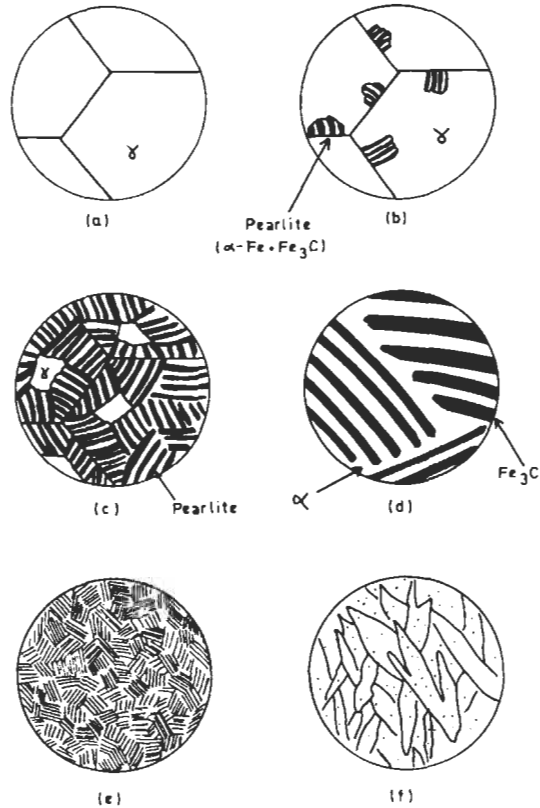 γ
(a)
γ
(b)
Pearlite
(α-Fe+Fe₃C)
γ
(c)
Pearlite
α
Fe₃C
(d)
(e)
(f)